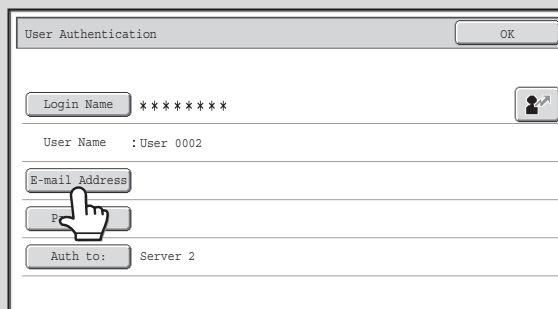 User Authentication OK
Login Name ********
User Name : User 0002
E-mail Address
Auth to: Server 2